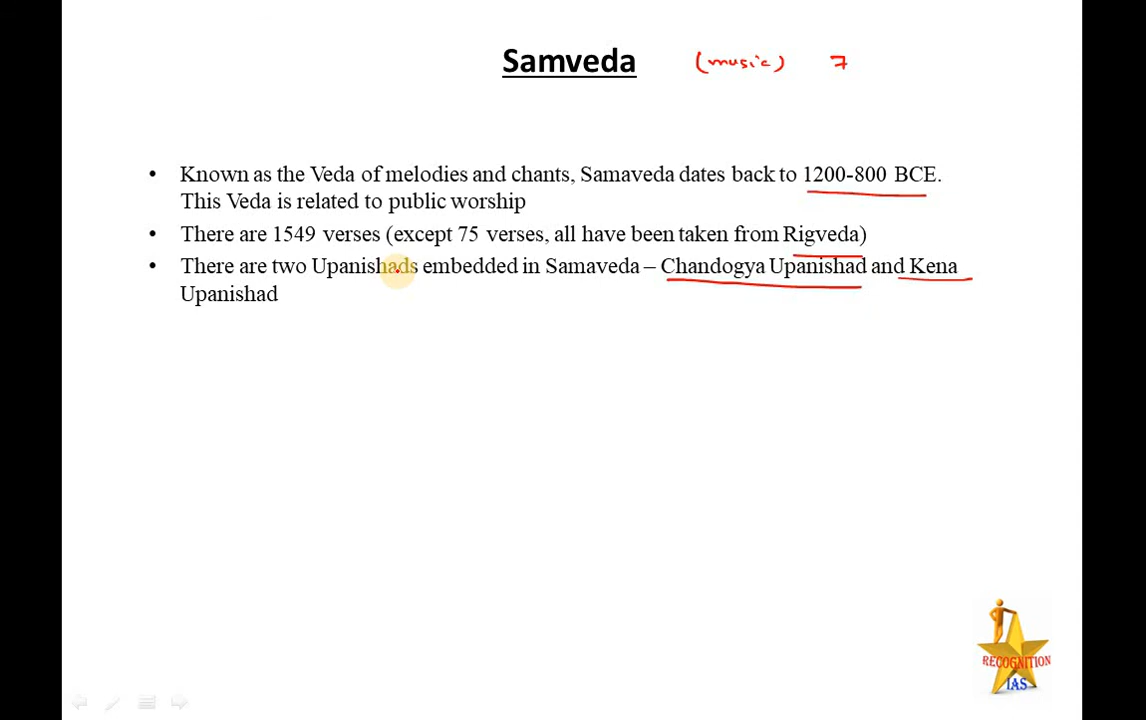 Samveda (music) 7
• Known as the Veda of melodies and chants, Samaveda dates back to 1200-800 BCE.
This Veda is related to public worship
• There are 1549 verses (except 75 verses, all have been taken from Rigveda)
• There are two Upanishads embedded in Samaveda – Chandogya Upanishad and Kena
Upanishad
RECOGNITION
IAS